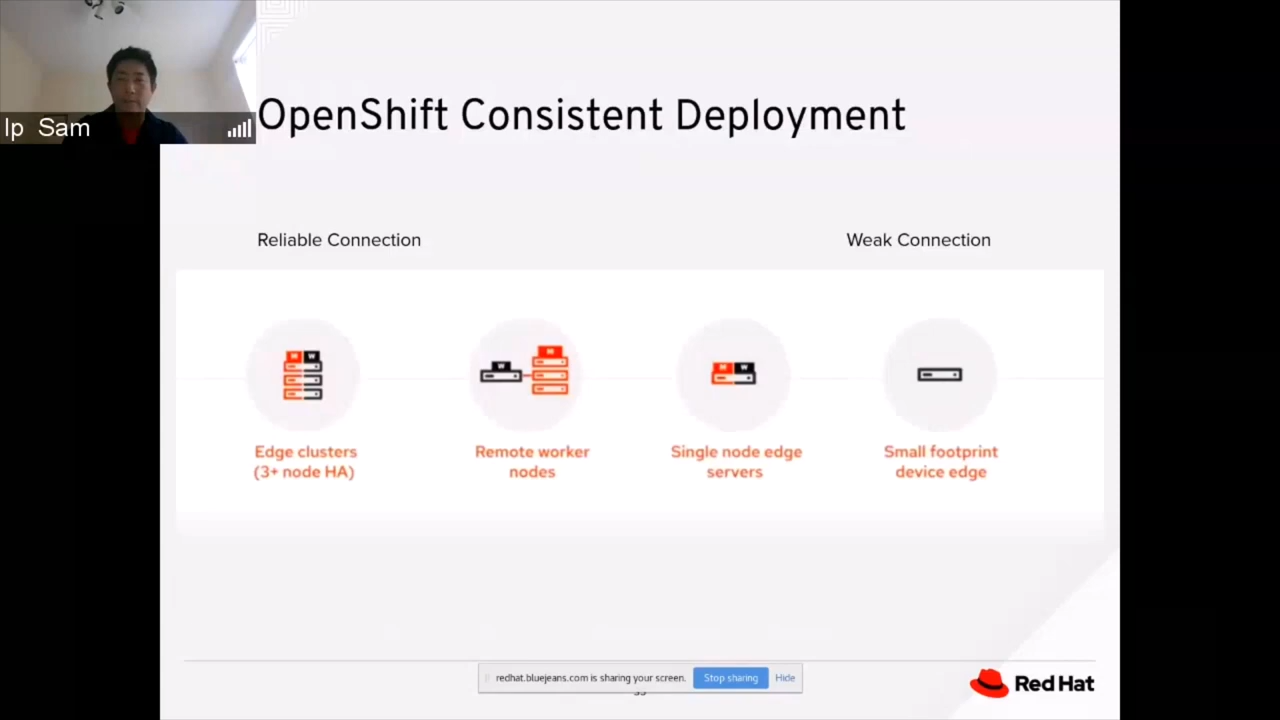 Ip Sam
OpenShift Consistent Deployment
Reliable Connection
Weak Connection
W W
W
W
W W
Edge clusters
(3+ node HA)
Remote worker
nodes
Single node edge
servers
Small footprint
device edge
redhat.bluejeans.com is sharing your screen.
Stop sharing
Hide
Red Hat